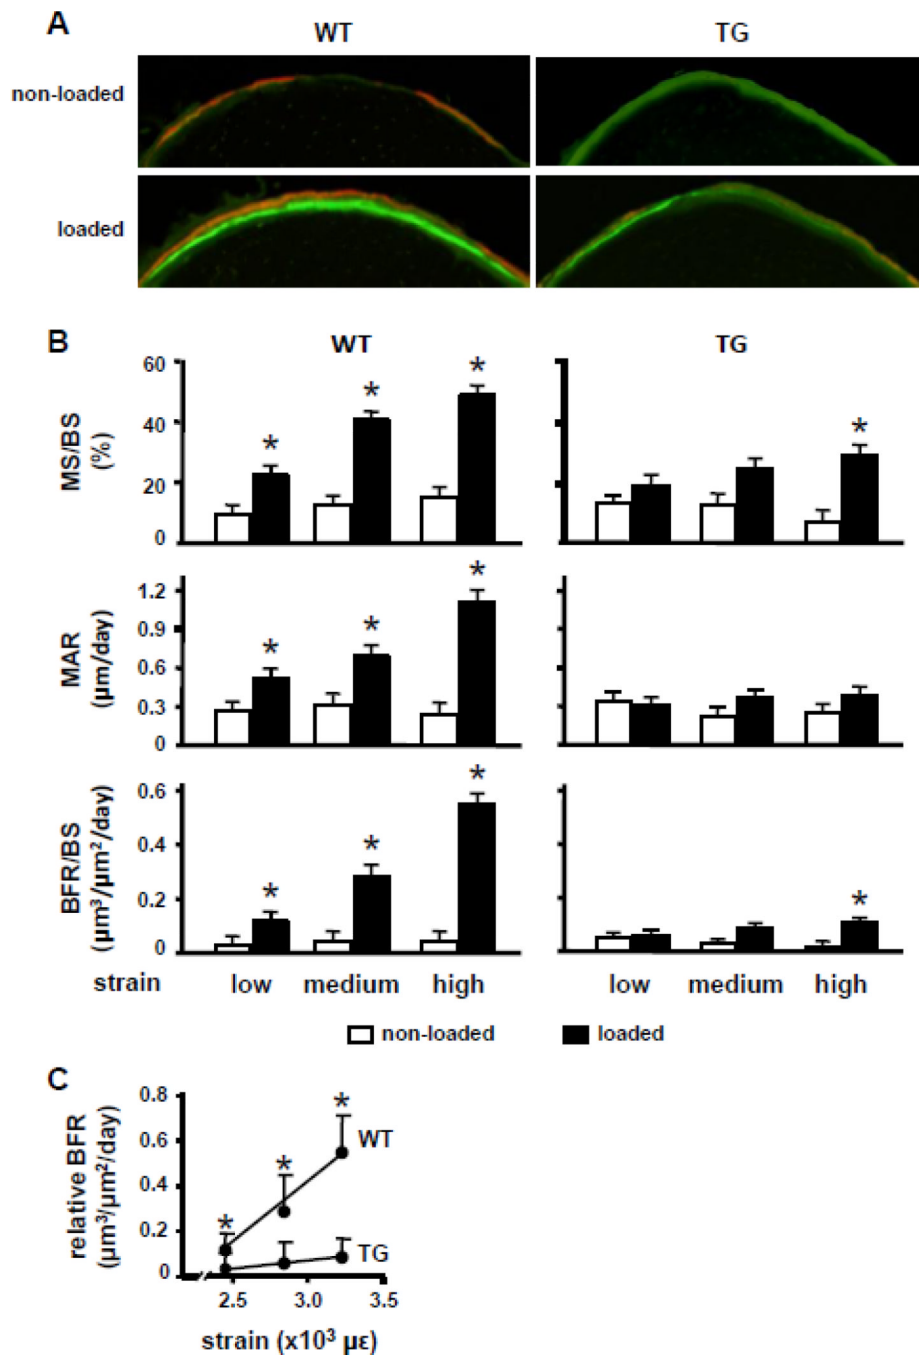 A
WT TG
non-loaded
loaded
B
WT TG
MS/BS
(%)
60
40
20
0
* * * *
MAR
(μm/day)
1.2
0.9
0.6
0.3
0
* * *
BFR/BS
(μm³/μm²/day)
0.6
0.4
0.2
0
* * * *
strain low medium high low medium high
non-loaded loaded
C
relative BFR
(μm³/μm²/day)
0.8
0.6
0.4
0.2
0
* * *
WT
TG
2.5 3.0 3.5
strain (x10³ με)